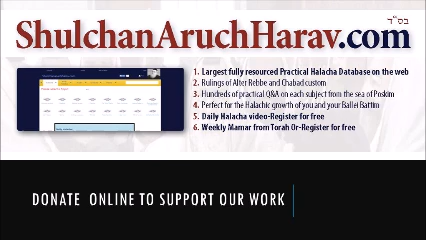 בס"ד
ShulchanAruchHarav.com
1. Largest fully resourced Practical Halacha Database on the web
2. Rulings of Alter Rebbe and Chabad custom
3. Hundreds of practical Q&A on each subject from the sea of Poskim
4. Perfect for the Halachic growth of you and your Ballei Battim
5. Daily Halacha video-Register for free
6. Weekly Mamar from Torah Or-Register for free
DONATE ONLINE TO SUPPORT OUR WORK